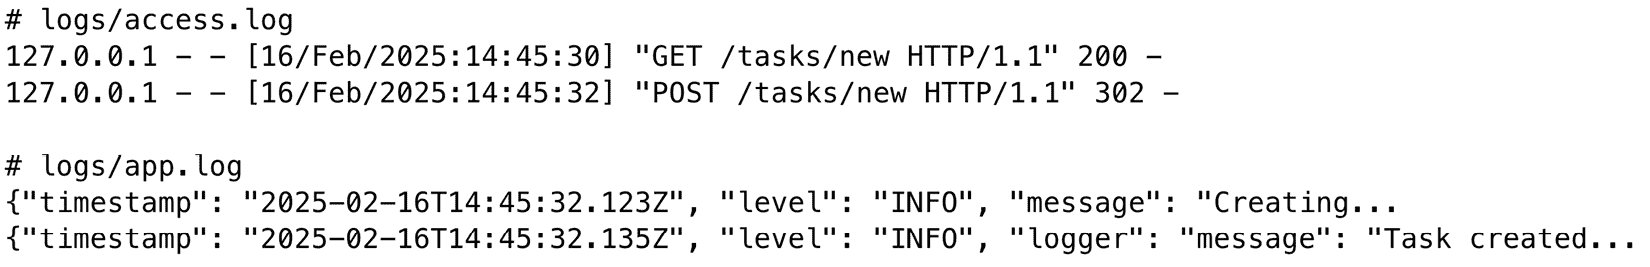 # logs/access.log
127.0.0.1 - - [16/Feb/2025:14:45:30] "GET /tasks/new HTTP/1.1" 200 -
127.0.0.1 - - [16/Feb/2025:14:45:32] "POST /tasks/new HTTP/1.1" 302 -
# logs/app.log
{"timestamp": "2025-02-16T14:45:32.123Z", "level": "INFO", "message": "Creating...
{"timestamp": "2025-02-16T14:45:32.135Z", "level": "INFO", "logger": "message": "Task created...